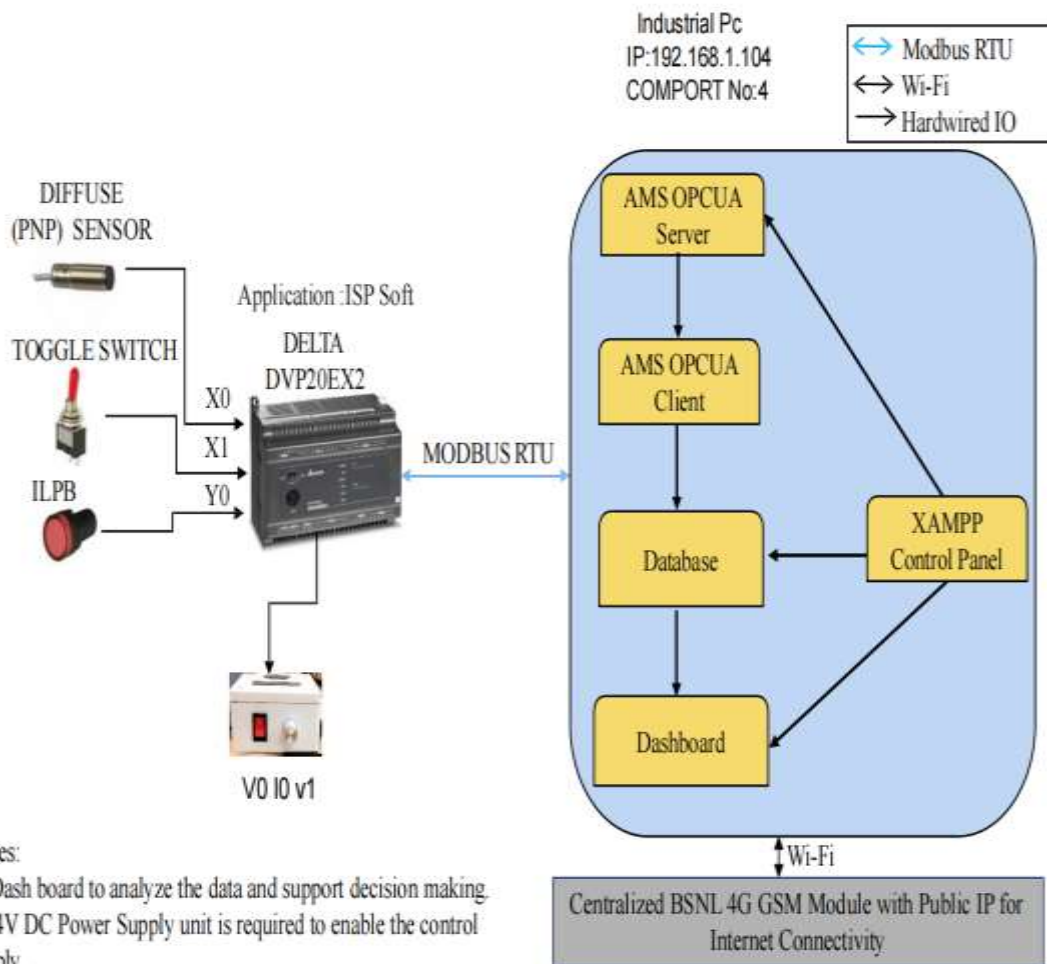 Industrial Pc
IP:192.168.1.104
COMPORT No:4
Modbus RTU
Wi-Fi
Hardwired IO
DIFFUSE
(PNP) SENSOR
TOGGLE SWITCH
ILPB
Application :ISP Soft
DELTA
DVP20EX2
X0
X1
Y0
MODBUS RTU
V0 I0 v1
AMS OPCUA
Server
AMS OPCUA
Client
Database
Dashboard
XAMPP
Control Panel
Wi-Fi
Centralized BSNL 4G GSM Module with Public IP for
Internet Connectivity
es:
Dash board to analyze the data and support decision making.
4V DC Power Supply unit is required to enable the control